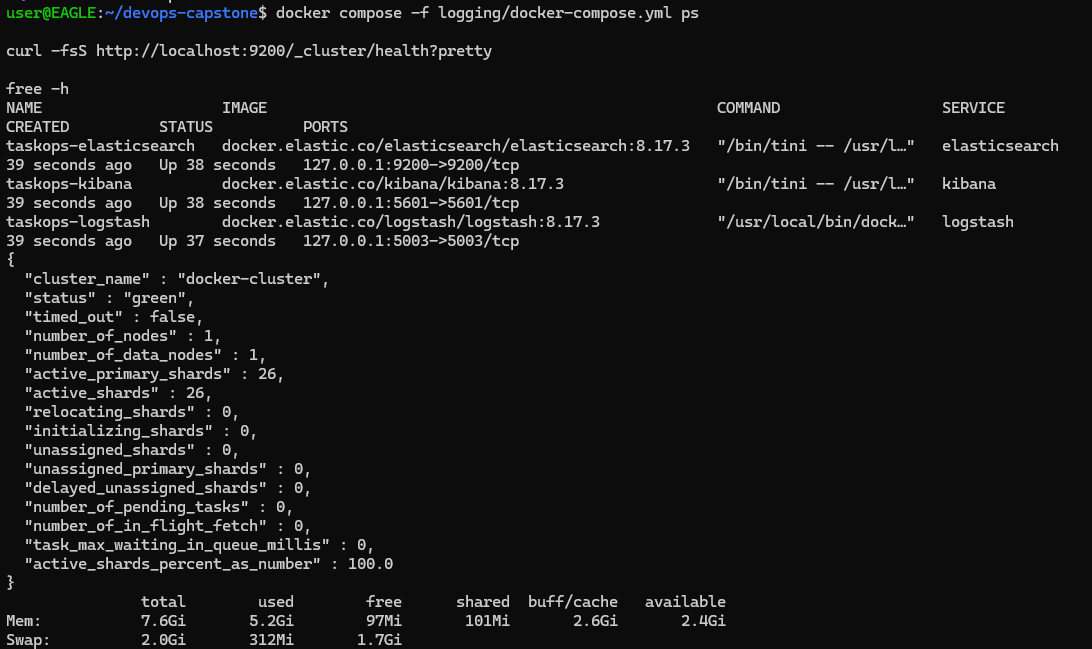 user@EAGLE:~/devops-capstone$ docker compose -f logging/docker-compose.yml ps
curl -fsS http://localhost:9200/_cluster/health?pretty
free -h
NAME                    IMAGE                                                  COMMAND                  SERVICE
CREATED          STATUS          PORTS
taskops-elasticsearch   docker.elastic.co/elasticsearch/elasticsearch:8.17.3   "/bin/tini -- /usr/l…"   elasticsearch
39 seconds ago   Up 38 seconds   127.0.0.1:9200->9200/tcp
taskops-kibana          docker.elastic.co/kibana/kibana:8.17.3                 "/bin/tini -- /usr/l…"   kibana
39 seconds ago   Up 38 seconds   127.0.0.1:5601->5601/tcp
taskops-logstash        docker.elastic.co/logstash/logstash:8.17.3             "/usr/local/bin/dock…"   logstash
39 seconds ago   Up 37 seconds   127.0.0.1:5003->5003/tcp
{
  "cluster_name" : "docker-cluster",
  "status" : "green",
  "timed_out" : false,
  "number_of_nodes" : 1,
  "number_of_data_nodes" : 1,
  "active_primary_shards" : 26,
  "active_shards" : 26,
  "relocating_shards" : 0,
  "initializing_shards" : 0,
  "unassigned_shards" : 0,
  "unassigned_primary_shards" : 0,
  "delayed_unassigned_shards" : 0,
  "number_of_pending_tasks" : 0,
  "number_of_in_flight_fetch" : 0,
  "task_max_waiting_in_queue_millis" : 0,
  "active_shards_percent_as_number" : 100.0
}
               total        used        free      shared  buff/cache   available
Mem:           7.6Gi       5.2Gi        97Mi       101Mi       2.6Gi       2.4Gi
Swap:          2.0Gi       312Mi       1.7Gi